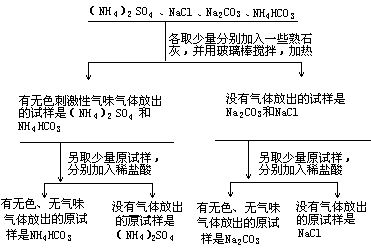 (NH4)2SO4、NaCl、Na2CO3、NH4HCO3
各取少量分别加入一些熟石
灰，并用玻璃棒搅拌，加热
有无色刺激性气味气体放出
的试样是(NH4)2SO4和
NH4HCO3
没有气体放出的试样是
Na2CO3和NaCl
另取少量原试样，
分别加入稀盐酸
另取少量原试样，
分别加入稀盐酸
有无色、无气味
气体放出的原试
样是NH4HCO3
没有气体放出
的原试样是
(NH4)2SO4
有无色、无气味
气体放出的原
试样是Na2CO3
没有气体放出
的原试样是
NaCl